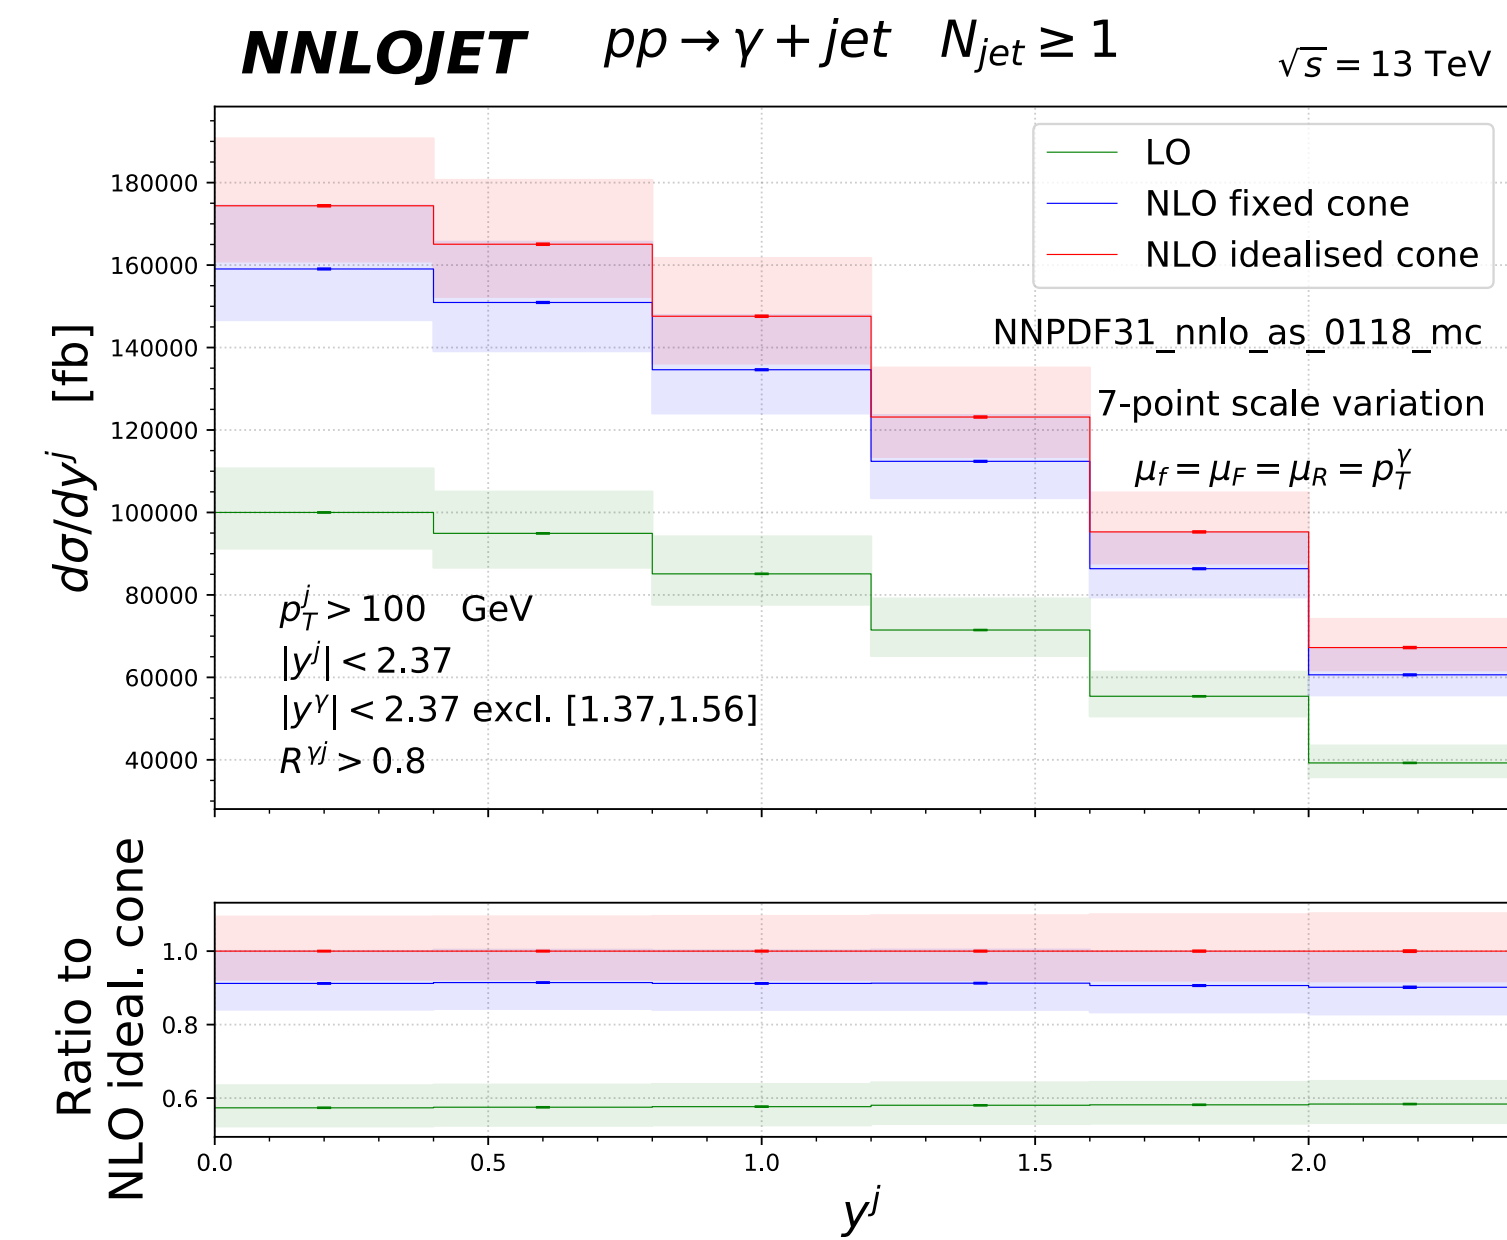 NNLOJET pp → γ + jet N_jet ≥ 1 √s = 13 TeV
LO
NLO fixed cone
NLO idealised cone
NNPDF31_nnlo_as_0118_mc
7-point scale variation
μ_f = μ_F = μ_R = p_T^γ
dσ/dy^j [fb]
180000
160000
140000
120000
100000
80000
60000
40000
p_T^j > 100 GeV
|y^j| < 2.37
|y^γ| < 2.37 excl. [1.37,1.56]
R^γj > 0.8
Ratio to
NLO ideal. cone
1.0
0.8
0.6
0.0 0.5 1.0 1.5 2.0
y^j